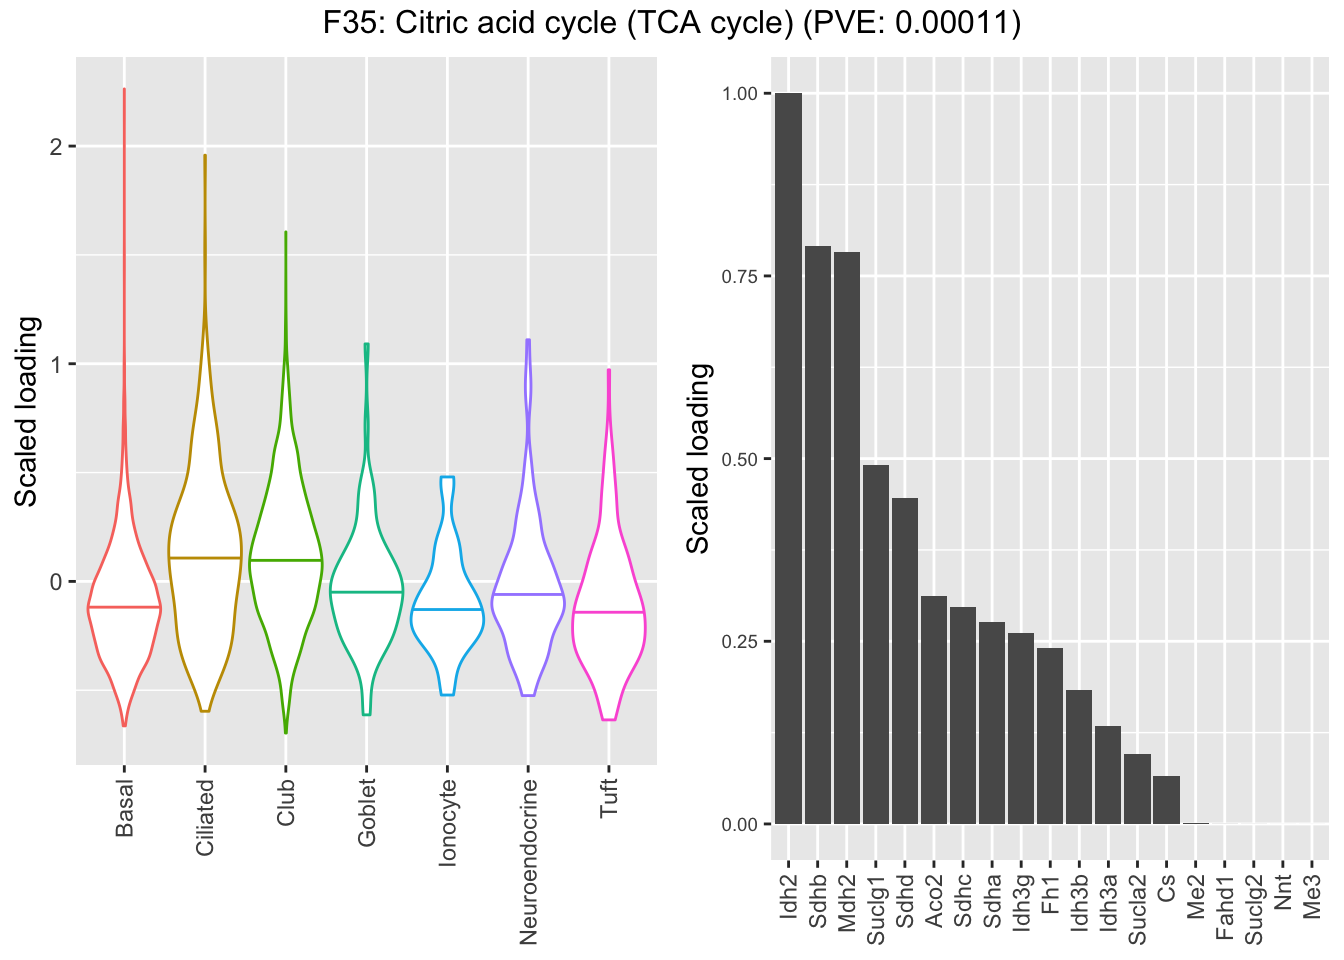 F35: Citric acid cycle (TCA cycle) (PVE: 0.00011)
Scaled loading
2
1
0
Basal
Ciliated
Club
Goblet
Ionocyte
Neuroendocrine
Tuft
Scaled loading
1.00
0.75
0.50
0.25
0.00
Idh2
Sdhb
Mdh2
Suclg1
Sdhd
Aco2
Sdhc
Sdha
Idh3g
Fh1
Idh3b
Idh3a
Sucla2
Cs
Me2
Fahd1
Suclg2
Nnt
Me3